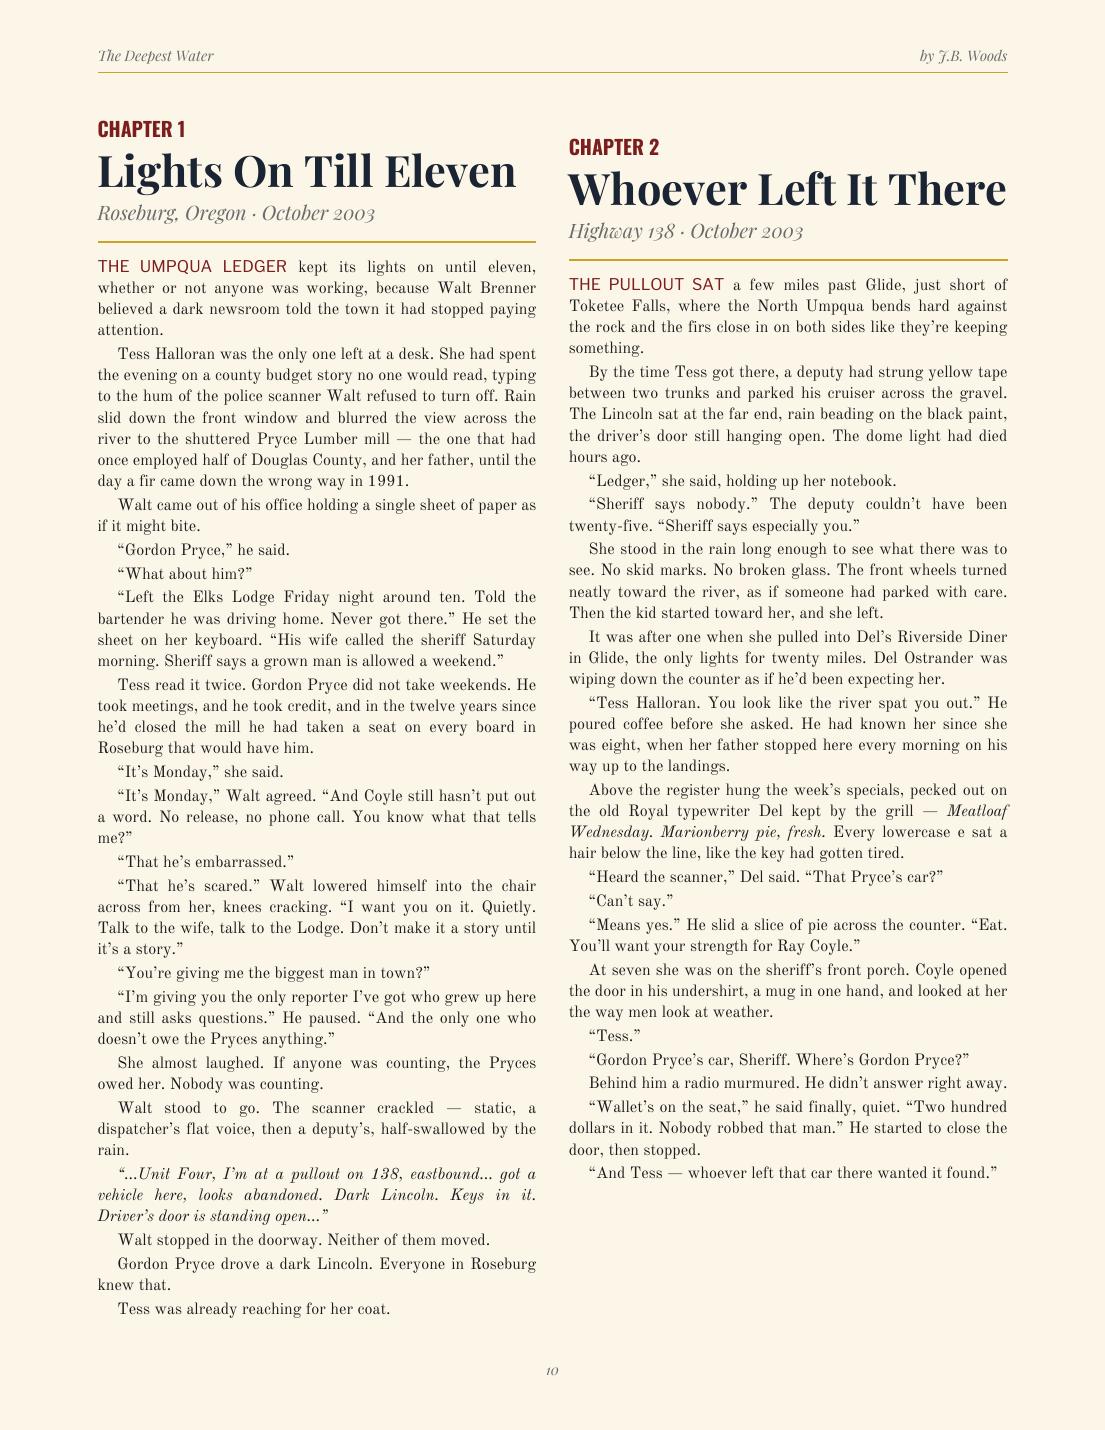 The Deepest Water
by J.B. Woods
CHAPTER 1
Lights On Till Eleven
Roseburg, Oregon · October 2003
THE UMPQUA LEDGER kept its lights on until eleven,
whether or not anyone was working, because Walt Brenner
believed a dark newsroom told the town it had stopped paying
attention.
Tess Halloran was the only one left at a desk. She had spent
the evening on a county budget story no one would read, typing
to the hum of the police scanner Walt refused to turn off. Rain
slid down the front window and blurred the view across the
river to the shuttered Pryce Lumber mill — the one that had
once employed half of Douglas County, and her father, until the
day a fir came down the wrong way in 1991.
Walt came out of his office holding a single sheet of paper as
if it might bite.
“Gordon Pryce,” he said.
“What about him?”
“Left the Elks Lodge Friday night around ten. Told the
bartender he was driving home. Never got there.” He set the
sheet on her keyboard. “His wife called the sheriff Saturday
morning. Sheriff says a grown man is allowed a weekend.”
Tess read it twice. Gordon Pryce did not take weekends. He
took meetings, and he took credit, and in the twelve years since
he’d closed the mill he had taken a seat on every board in
Roseburg that would have him.
“It’s Monday,” she said.
“It’s Monday,” Walt agreed. “And Coyle still hasn’t put out
a word. No release, no phone call. You know what that tells
me?”
“That he’s embarrassed.”
“That he’s scared.” Walt lowered himself into the chair
across from her, knees cracking. “I want you on it. Quietly.
Talk to the wife, talk to the Lodge. Don’t make it a story until
it’s a story.”
“You’re giving me the biggest man in town?”
“I’m giving you the only reporter I’ve got who grew up here
and still asks questions.” He paused. “And the only one who
doesn’t owe the Pryces anything.”
She almost laughed. If anyone was counting, the Pryces
owed her. Nobody was counting.
Walt stood to go. The scanner crackled — static, a
dispatcher’s flat voice, then a deputy’s, half-swallowed by the
rain.
“...Unit Four, I’m at a pullout on 138, eastbound... got a
vehicle here, looks abandoned. Dark Lincoln. Keys in it.
Driver’s door is standing open...”
Walt stopped in the doorway. Neither of them moved.
Gordon Pryce drove a dark Lincoln. Everyone in Roseburg
knew that.
Tess was already reaching for her coat.
CHAPTER 2
Whoever Left It There
Highway 138 · October 2003
THE PULLOUT SAT a few miles past Glide, just short of
Toketee Falls, where the North Umpqua bends hard against
the rock and the firs close in on both sides like they’re keeping
something.
By the time Tess got there, a deputy had strung yellow tape
between two trunks and parked his cruiser across the gravel.
The Lincoln sat at the far end, rain beading on the black paint,
the driver’s door still hanging open. The dome light had died
hours ago.
“Ledger,” she said, holding up her notebook.
“Sheriff says nobody.” The deputy couldn’t have been
twenty-five. “Sheriff says especially you.”
She stood in the rain long enough to see what there was to
see. No skid marks. No broken glass. The front wheels turned
neatly toward the river, as if someone had parked with care.
Then the kid started toward her, and she left.
It was after one when she pulled into Del’s Riverside Diner
in Glide, the only lights for twenty miles. Del Ostrander was
wiping down the counter as if he’d been expecting her.
“Tess Halloran. You look like the river spat you out.” He
poured coffee before she asked. He had known her since she
was eight, when her father stopped here every morning on his
way up to the landings.
Above the register hung the week’s specials, pecked out on
the old Royal typewriter Del kept by the grill — Meatloaf
Wednesday. Marionberry pie, fresh. Every lowercase e sat a
hair below the line, like the key had gotten tired.
“Heard the scanner,” Del said. “That Pryce’s car?”
“Can’t say.”
“Means yes.” He slid a slice of pie across the counter. “Eat.
You’ll want your strength for Ray Coyle.”
At seven she was on the sheriff’s front porch. Coyle opened
the door in his undershirt, a mug in one hand, and looked at her
the way men look at weather.
“Tess.”
“Gordon Pryce’s car, Sheriff. Where’s Gordon Pryce?”
Behind him a radio murmured. He didn’t answer right away.
“Wallet’s on the seat,” he said finally, quiet. “Two hundred
dollars in it. Nobody robbed that man.” He started to close the
door, then stopped.
“And Tess — whoever left that car there wanted it found.”
10